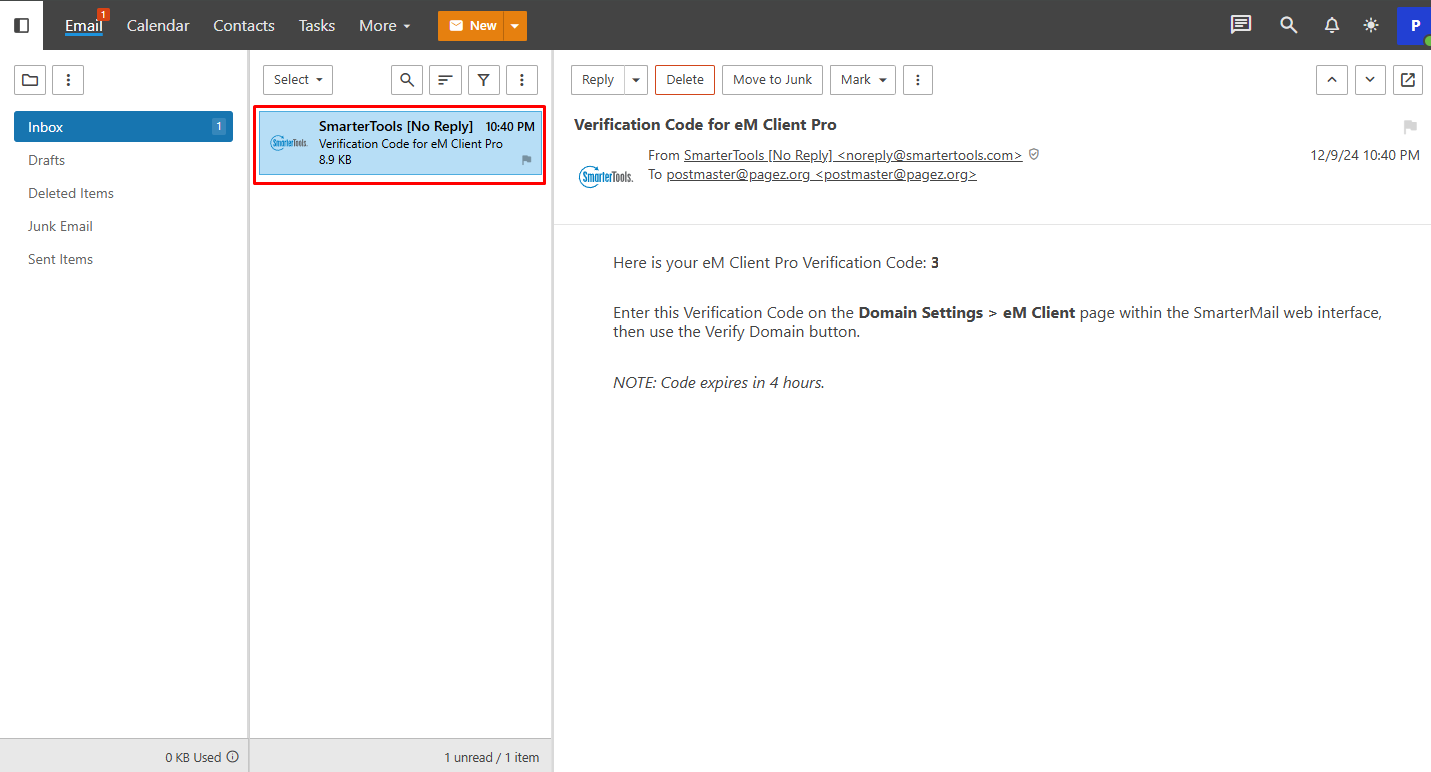 Email 1 Calendar Contacts Tasks More New P
Inbox 1
Drafts
Deleted Items
Junk Email
Sent Items
0 KB Used
Select
SmarterTools [No Reply] 10:40 PM
SmarterTools.
Verification Code for eM Client Pro
8.9 KB
1 unread / 1 item
Reply Delete Move to Junk Mark
Verification Code for eM Client Pro
From SmarterTools [No Reply] <noreply@smartertools.com> 12/9/24 10:40 PM
SmarterTools.
To postmaster@pagez.org <postmaster@pagez.org>
Here is your eM Client Pro Verification Code: 3
Enter this Verification Code on the Domain Settings > eM Client page within the SmarterMail web interface,
then use the Verify Domain button.
NOTE: Code expires in 4 hours.